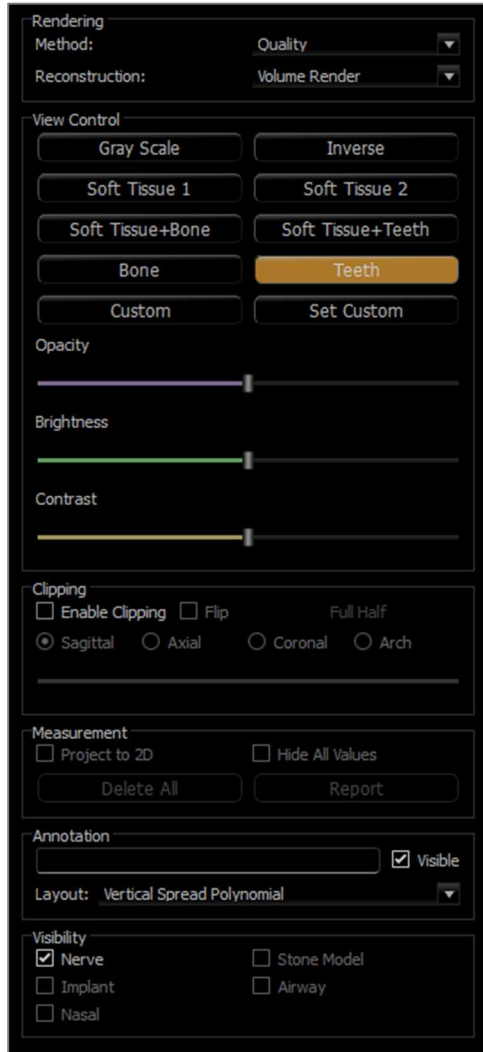 Rendering
Method: Quality
Reconstruction: Volume Render
View Control
Gray Scale Inverse
Soft Tissue 1 Soft Tissue 2
Soft Tissue+Bone Soft Tissue+Teeth
Bone Teeth
Custom Set Custom
Opacity
Brightness
Contrast
Clipping
Enable Clipping Flip Full Half
Sagittal Axial Coronal Arch
Measurement
Project to 2D Hide All Values
Delete All Report
Annotation
Visible
Layout: Vertical Spread Polynomial
Visibility
Nerve Stone Model
Implant Airway
Nasal